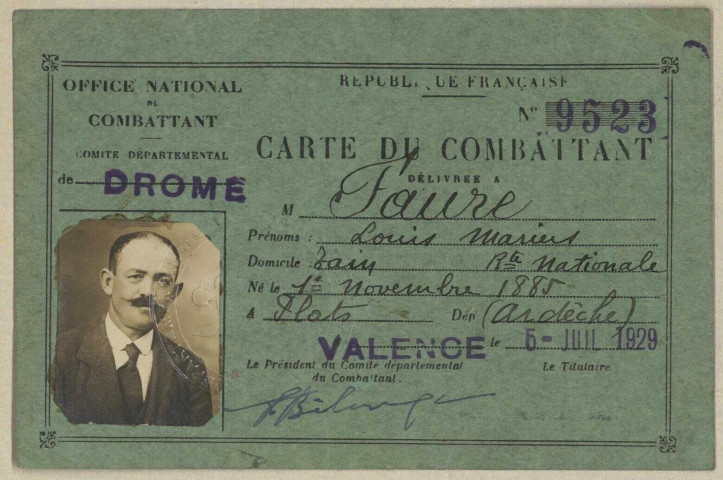 OFFICE NATIONAL
DU
COMBATTANT
COMITÉ DÉPARTEMENTAL
de DROME
RÉPUBLIQUE FRANÇAISE
N° 9523
CARTE DU COMBATTANT
DÉLIVRÉE A
M Faure
Prénoms : Louis Marius
Domicile Tain Rte Nationale
Né le 1er Novembre 1885
A Plats Dép (Ardèche)
VALENCE le 5 - JUIL 1929
Le Président du Comité départemental
du Combattant.
Le Titulaire